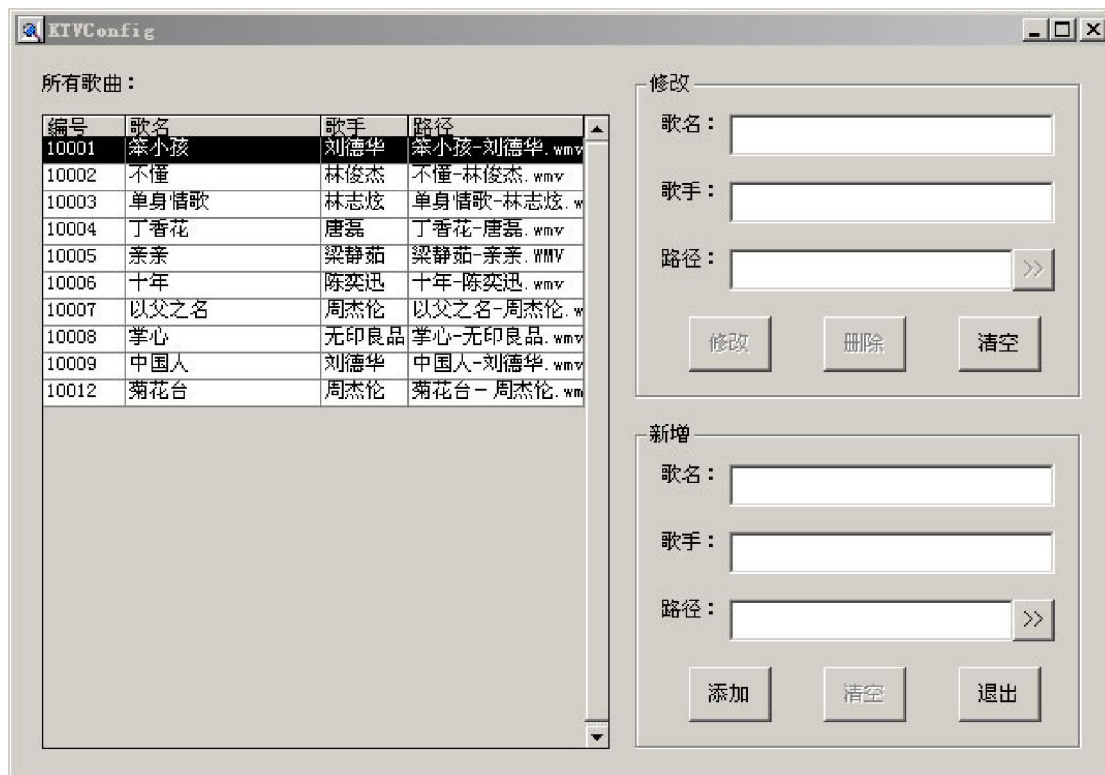 KTVConfig
所有歌曲：
编号 歌名 歌手 路径
10001 笨小孩 刘德华 笨小孩-刘德华.wmv
10002 不懂 林俊杰 不懂-林俊杰.wmv
10003 单身情歌 林志炫 单身情歌-林志炫.w
10004 丁香花 唐磊 丁香花-唐磊.wmv
10005 亲亲 梁静茹 梁静茹-亲亲.WMV
10006 十年 陈奕迅 十年-陈奕迅.wmv
10007 以父之名 周杰伦 以父之名-周杰伦.w
10008 掌心 无印良品 掌心-无印良品.wmv
10009 中国人 刘德华 中国人-刘德华.wmv
10012 菊花台 周杰伦 菊花台－周杰伦.wm
修改
歌名：
歌手：
路径： >>
修改 删除 清空
新增
歌名：
歌手：
路径： >>
添加 清空 退出